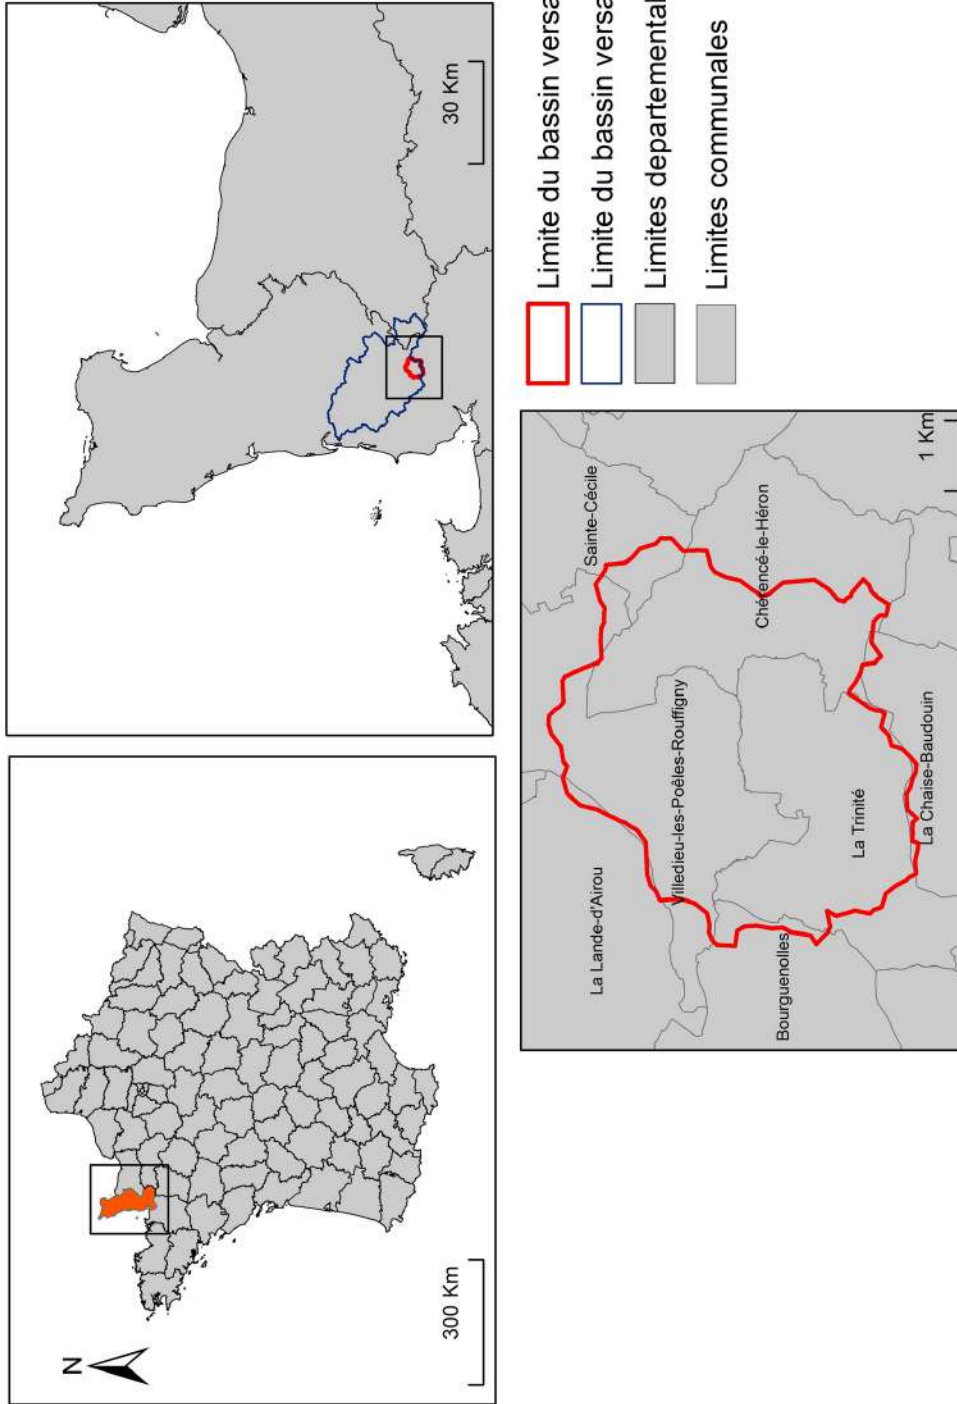 N
300 Km
30 Km
La Lande-d'Airou
Sainte-Cécile
Villedieu-les-Poêles-Rouffigny
Bourguenolles
Chérencé-le-Héron
La Trinité
La Chaise-Baudouin
1 Km
Limite du bassin versa
Limite du bassin versa
Limites departemental
Limites communales